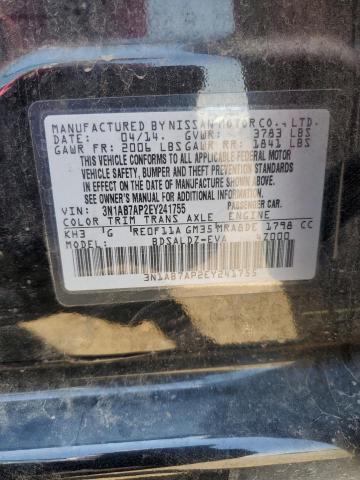 MANUFACTURED BY NISSAN MOTOR CO., LTD.
DATE: 04/14. GVWR: 3783 LBS
GAWR FR: 2006 LBS GAWR RR: 1841 LBS
THIS VEHICLE CONFORMS TO ALL APPLICABLE FEDERAL MOTOR
VEHICLE SAFETY, BUMPER AND THEFT PREVENTION STANDARDS
IN EFFECT ON THE DATE OF MANUFACTURE SHOWN ABOVE.
SEE OWNERS MANUAL FOR ADDITIONAL INFORMATION
VIN: 3N1AB7AP2EY241755 PASSENGER CAR.
COLOR TRIM TRANS AXLE ENGINE
KH3 G RE0F11A GM35 MRA8DE 1798 CC
MODEL: BDSALDZ-EVA
3N1AB7AP2EY241755